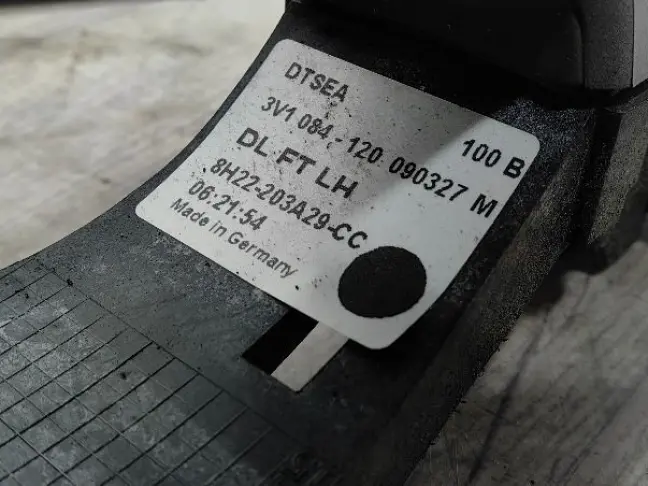 DTSEA
3V1 084 - 120 100 B
DL FT LH 090327 M
8H22-203A29-CC
06:21:54
Made in Germany